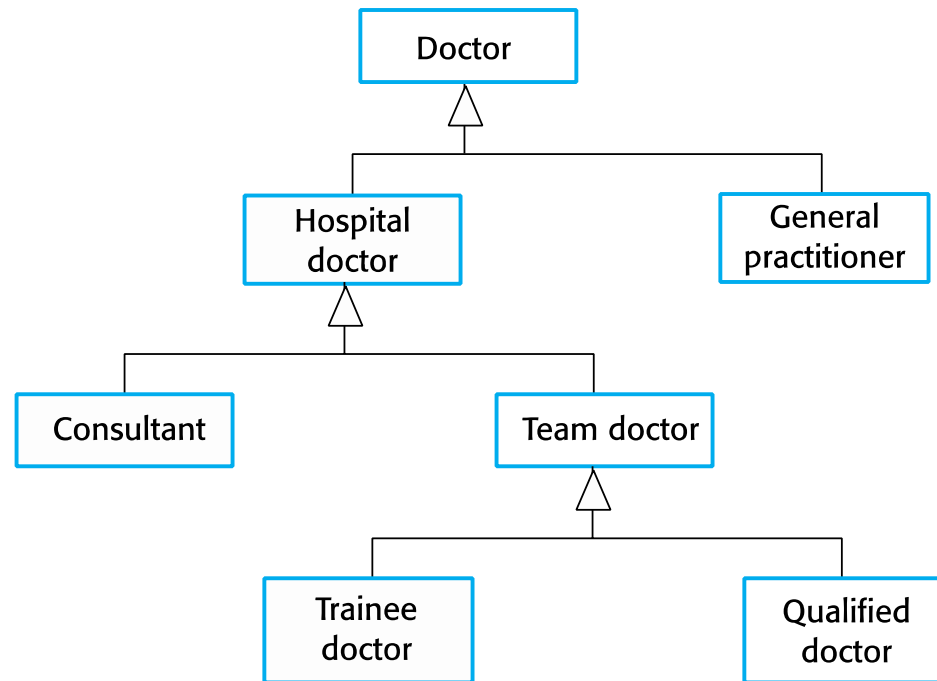 Doctor
Hospital
doctor
General
practitioner
Consultant
Team doctor
Trainee
doctor
Qualified
doctor